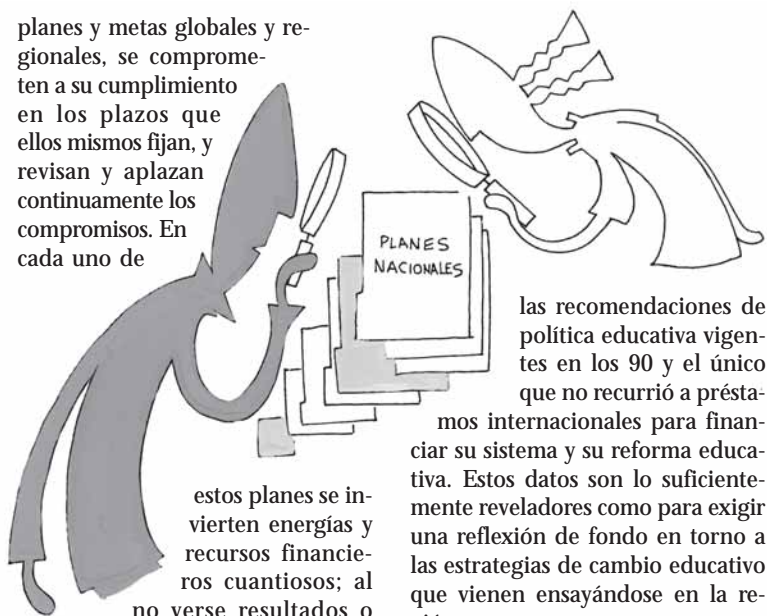 planes y metas globales y re-
gionales, se comprome-
ten a su cumplimiento
en los plazos que
ellos mismos fijan, y
revisan y aplazan
continuamente los
compromisos. En
cada uno de
estos planes se in-
vierten energías y
recursos financie-
ros cuantiosos; al
no verse resultados o
PLANES
NACIONALES
las recomendaciones de
política educativa vigen-
tes en los 90 y el único
que no recurrió a présta-
mos internacionales para finan-
ciar su sistema y su reforma educa-
tiva. Estos datos son lo suficiente-
mente reveladores como para exigir
una reflexión de fondo en torno a
las estrategias de cambio educativo
que vienen ensayándose en la re-